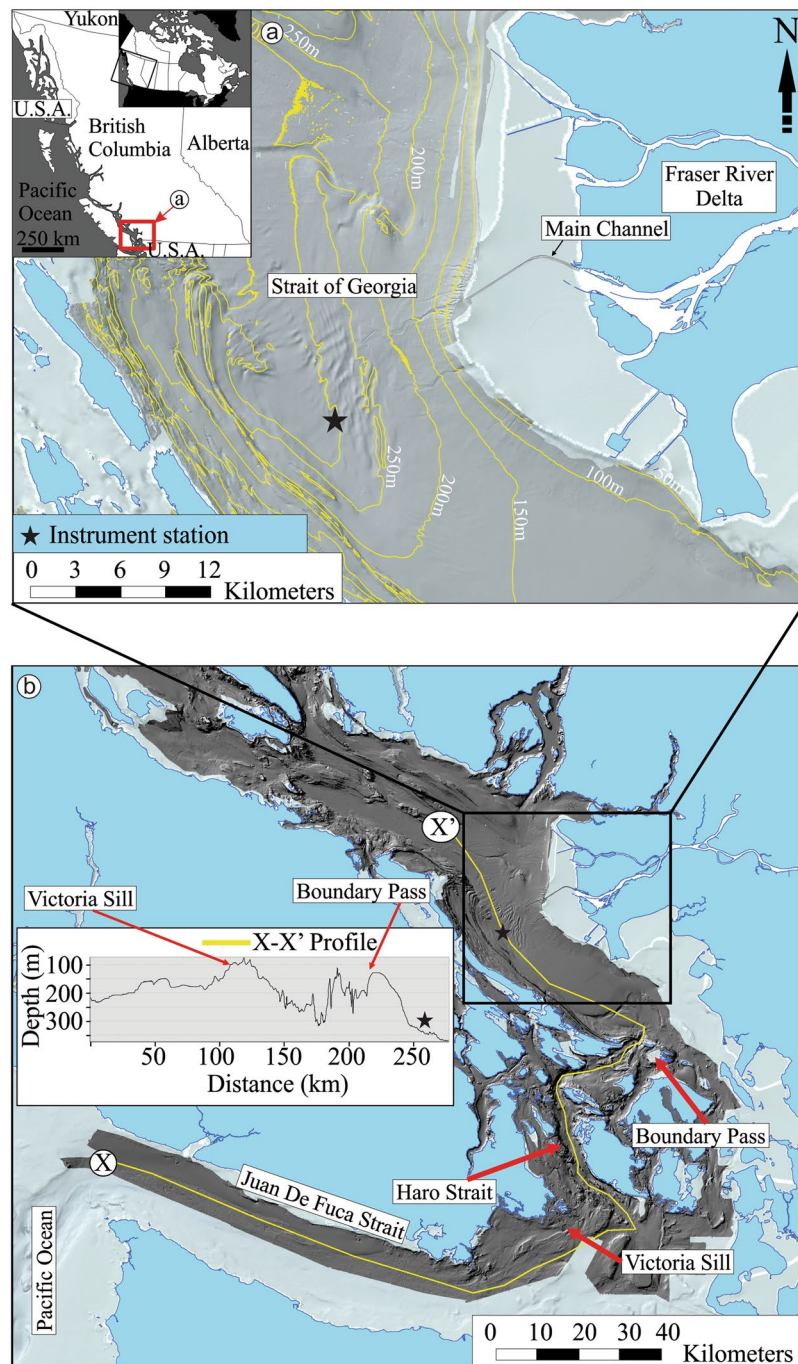 Yukon
U.S.A.
British
Columbia
Alberta
Pacific
Ocean
250 km
a
U.S.A.
a
250m
200m
N
Fraser River
Delta
Main Channel
Strait of Georgia
250m
200m
150m
100m
50m
Instrument station
0 3 6 9 12
Kilometers
b
X'
Victoria Sill
Boundary Pass
X-X' Profile
Depth (m)
100
200
300
50 100 150 200 250
Distance (km)
Boundary Pass
Haro Strait
X
Juan De Fuca Strait
Victoria Sill
Pacific Ocean
0 10 20 30 40
Kilometers